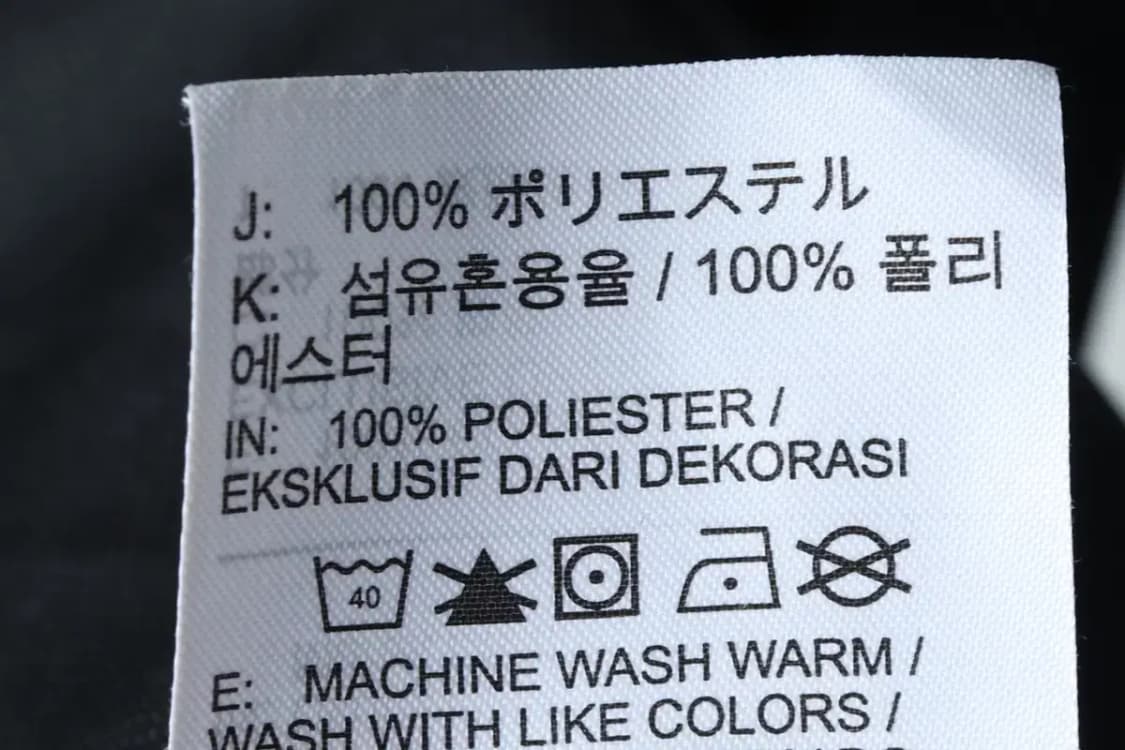 J: 100% ポリエステル
K: 섬유혼용율 / 100% 폴리
에스터
IN: 100% POLIESTER /
EKSKLUSIF DARI DEKORASI
40
E: MACHINE WASH WARM /
WASH WITH LIKE COLORS /